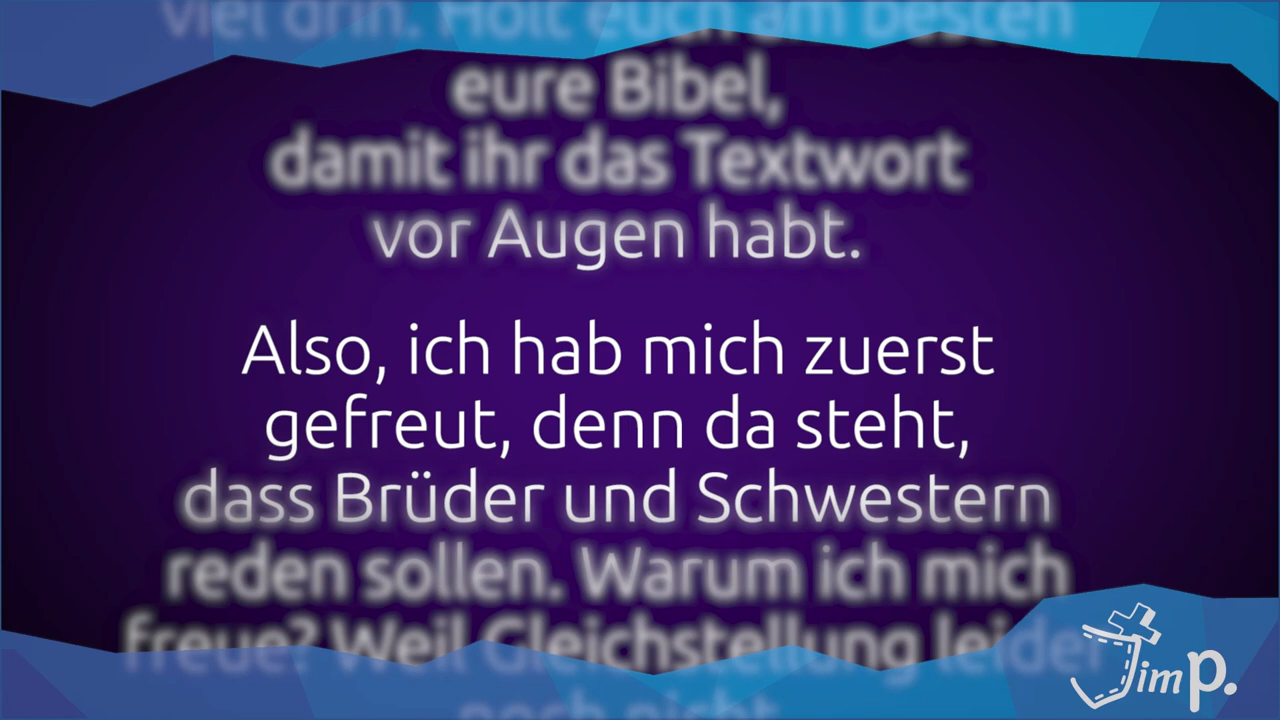 viel drin. Holt euch am besten
eure Bibel,
damit ihr das Textwort
vor Augen habt.
Also, ich hab mich zuerst
gefreut, denn da steht,
dass Brüder und Schwestern
reden sollen. Warum ich mich
freue? Weil Gleichstellung leider
noch nicht
Jim P.